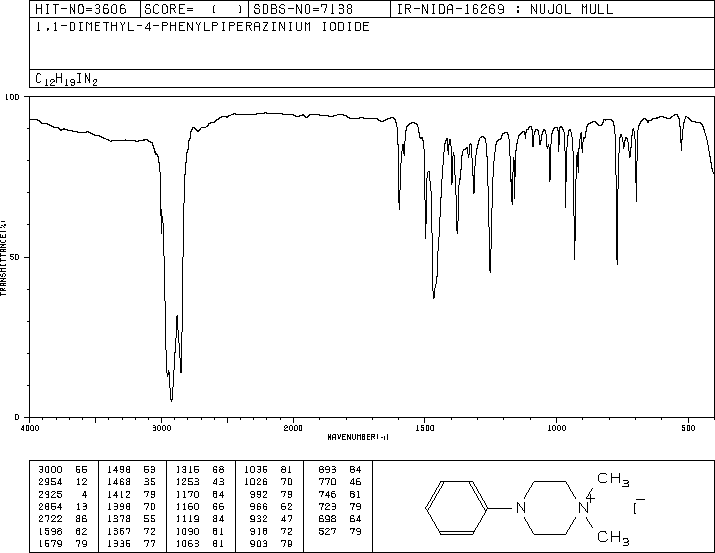 HIT-NO=3606 SCORE= ( ) SDBS-NO=7138 IR-NIDA-16269 : NUJOL MULL
1,1-DIMETHYL-4-PHENYLPIPERAZINIUM IODIDE
C12H19IN2
100
50
0
TRANSMITTANCE(%)
4000 3000 2000 1500 1000 500
WAVENUMBER(-1)
3000 55 1498 53 1316 68 1036 81 893 84
2954 12 1468 35 1253 43 1026 70 770 46
2925 4 1412 79 1170 64 992 79 746 81
2864 13 1398 70 1160 66 966 62 723 79
2722 86 1378 55 1119 84 932 47 698 64
1598 62 1367 72 1090 81 918 72 527 79
1579 79 1336 77 1063 81 903 79
CH3
N N+ I−
CH3